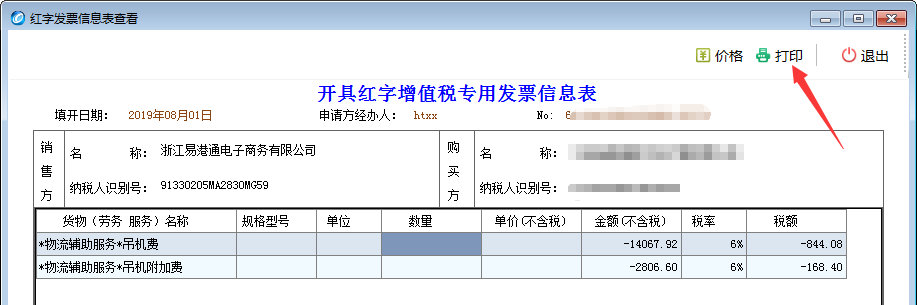 红字发票信息表查看
价格 打印 退出
开具红字增值税专用发票信息表
填开日期： 2019年08月01日 申请方经办人： htxx No: 6
销售方 名 称： 浙江易港通电子商务有限公司 购买方 名 称：
纳税人识别号： 91330205MA2830MG59 纳税人识别号：
货物（劳务 服务）名称 规格型号 单位 数量 单价(不含税) 金额(不含税) 税率 税额
*物流辅助服务*吊机费 -14067.92 6% -844.08
*物流辅助服务*吊机附加费 -2806.60 6% -168.40